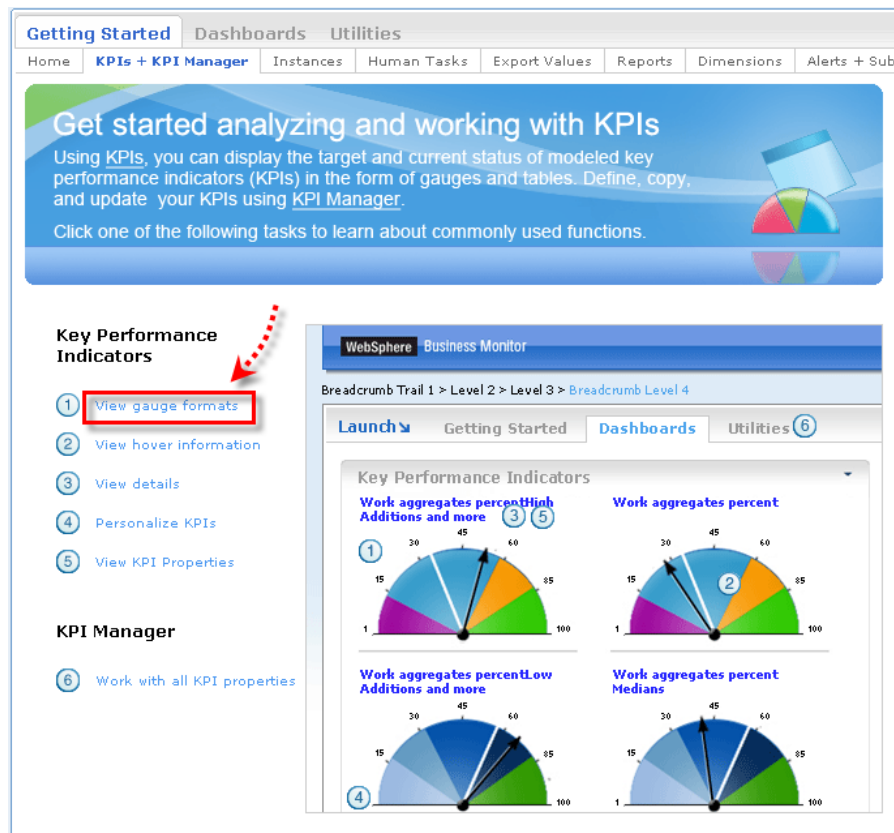 Getting Started Dashboards Utilities
Home KPIs + KPI Manager Instances Human Tasks Export Values Reports Dimensions Alerts + Sub
Get started analyzing and working with KPIs
Using KPIs, you can display the target and current status of modeled key
performance indicators (KPIs) in the form of gauges and tables. Define, copy,
and update your KPIs using KPI Manager.
Click one of the following tasks to learn about commonly used functions.
Key Performance
Indicators
1 View gauge formats
2 View hover information
3 View details
4 Personalize KPIs
5 View KPI Properties
KPI Manager
6 Work with all KPI properties
WebSphere Business Monitor
Breadcrumb Trail 1 > Level 2 > Level 3 > Breadcrumb Level 4
Launch Getting Started Dashboards Utilities 6
Key Performance Indicators
Work aggregates percentHigh
Additions and more 3 5
1
1 15 30 45 60 85 100
Work aggregates percent
2
1 15 30 45 60 85 100
Work aggregates percentLow
Additions and more
4
15 30 45 60 85 100
Work aggregates percent
Medians
1 15 30 45 60 85 100